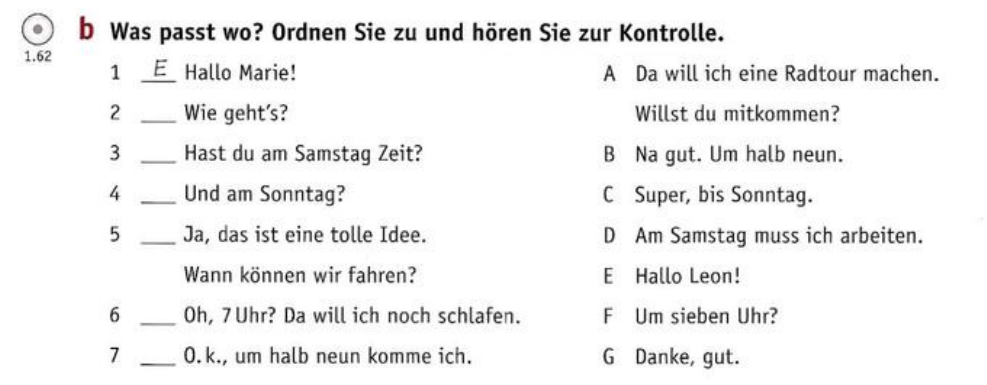 b Was passt wo? Ordnen Sie zu und hören Sie zur Kontrolle.
1.62
1 E Hallo Marie!
2 ___ Wie geht's?
3 ___ Hast du am Samstag Zeit?
4 ___ Und am Sonntag?
5 ___ Ja, das ist eine tolle Idee.
Wann können wir fahren?
6 ___ Oh, 7 Uhr? Da will ich noch schlafen.
7 ___ O.k., um halb neun komme ich.
A Da will ich eine Radtour machen.
Willst du mitkommen?
B Na gut. Um halb neun.
C Super, bis Sonntag.
D Am Samstag muss ich arbeiten.
E Hallo Leon!
F Um sieben Uhr?
G Danke, gut.